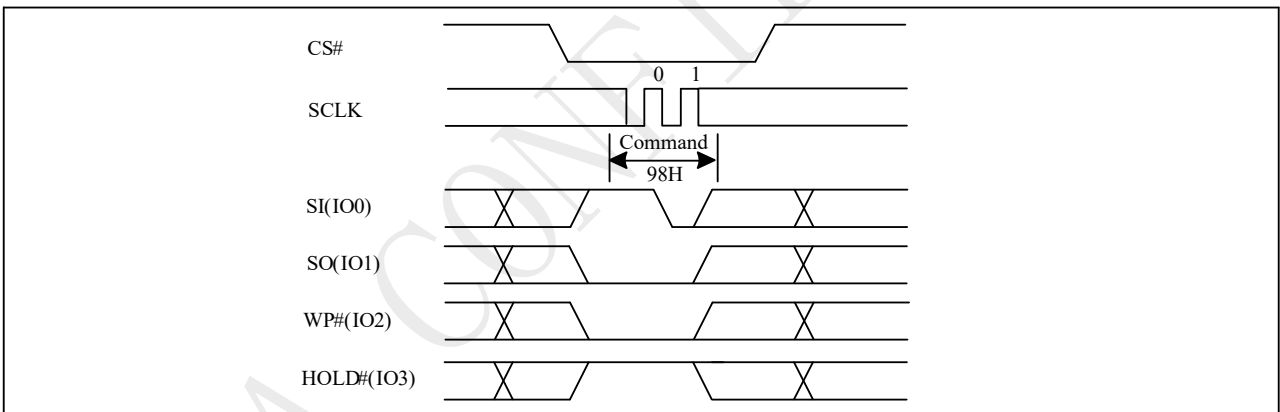 CS#
0 1
SCLK
Command
98H
SI(IO0)
SO(IO1)
WP#(IO2)
HOLD#(IO3)